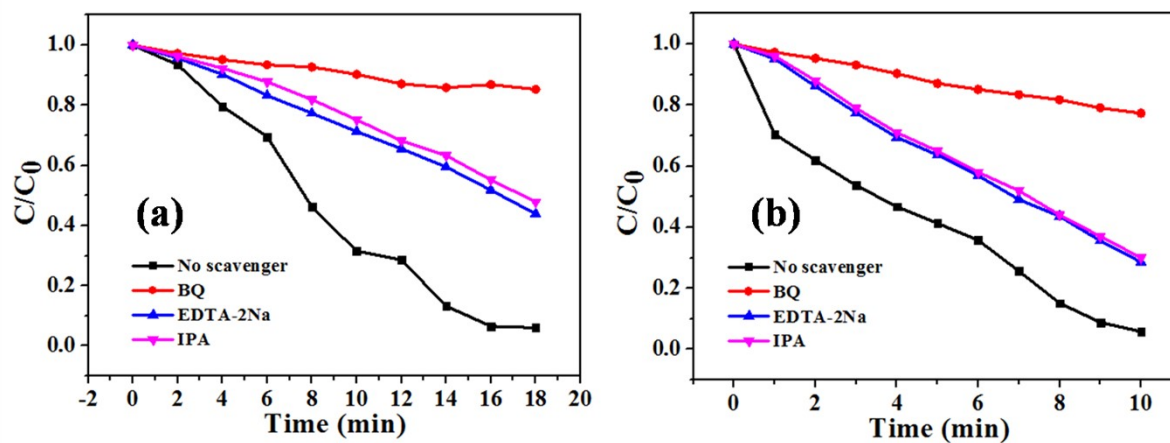 1.0
0.8
0.6
0.4
0.2
0.0
C/C0
(a)
No scavenger
BQ
EDTA-2Na
IPA
-2 0 2 4 6 8 10 12 14 16 18 20
Time (min)
1.0
0.8
0.6
0.4
0.2
0.0
C/C0
(b)
No scavenger
BQ
EDTA-2Na
IPA
0 2 4 6 8 10
Time (min)